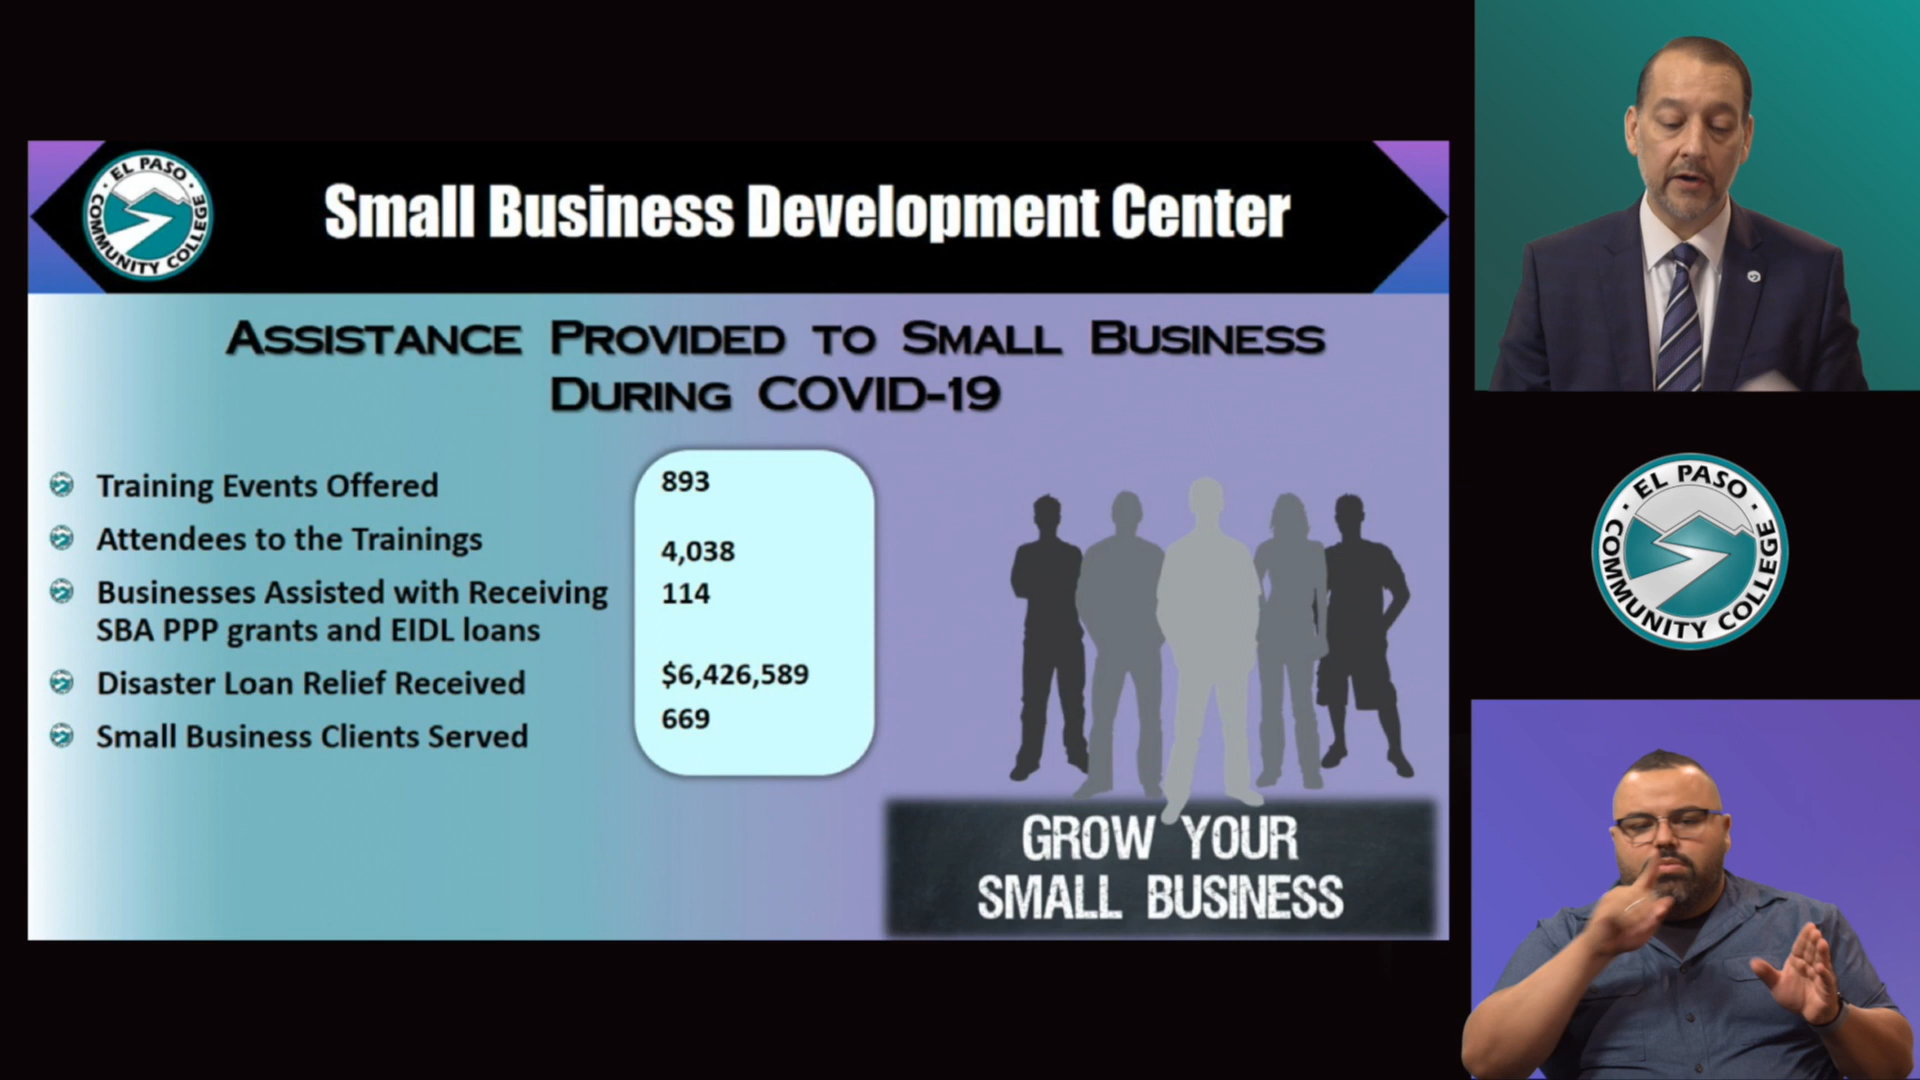 EL PASO
COMMUNITY COLLEGE
Small Business Development Center
ASSISTANCE PROVIDED TO SMALL BUSINESS
DURING COVID-19
Training Events Offered
893
Attendees to the Trainings
4,038
Businesses Assisted with Receiving
114
SBA PPP grants and EIDL loans
Disaster Loan Relief Received
$6,426,589
Small Business Clients Served
669
GROW YOUR
SMALL BUSINESS
EL PASO
COMMUNITY COLLEGE